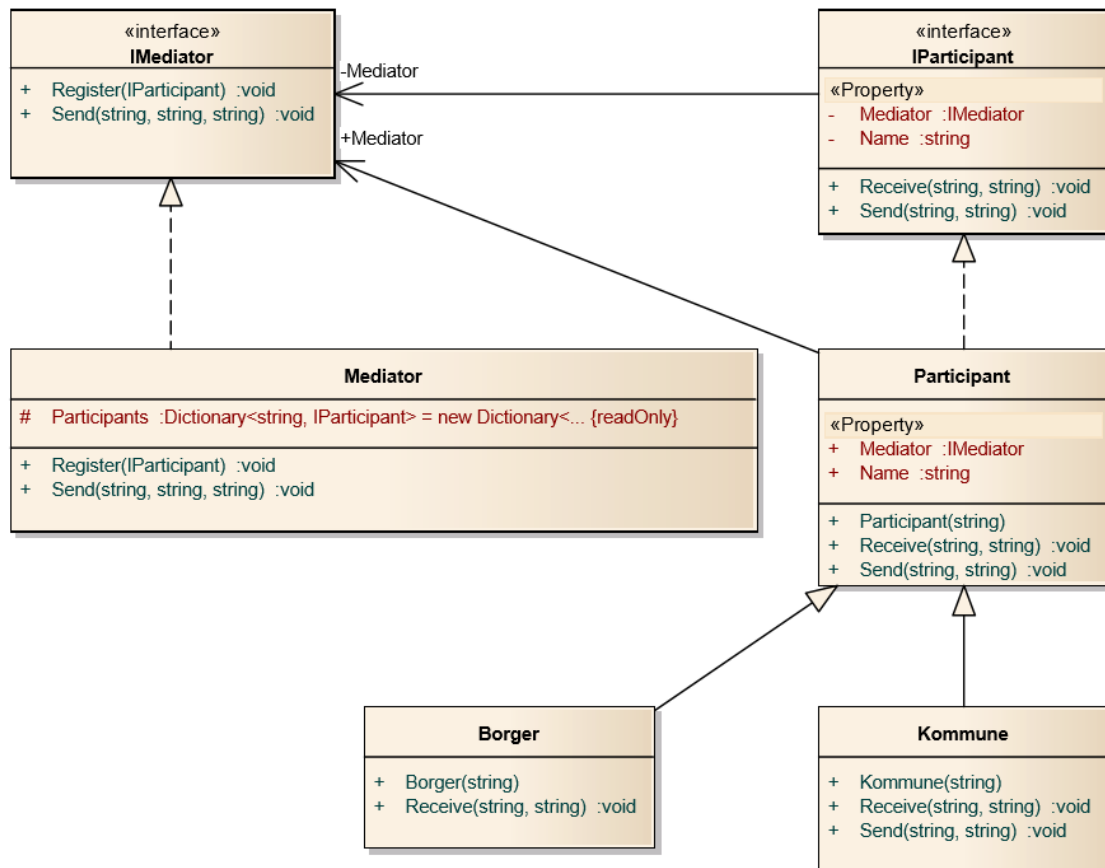 «interface»
IMediator
+ Register(IParticipant) :void
+ Send(string, string, string) :void
-Mediator
+Mediator
«interface»
IParticipant
«Property»
- Mediator :IMediator
- Name :string
+ Receive(string, string) :void
+ Send(string, string) :void
Mediator
# Participants :Dictionary<string, IParticipant> = new Dictionary<... {readOnly}
+ Register(IParticipant) :void
+ Send(string, string, string) :void
Participant
«Property»
+ Mediator :IMediator
+ Name :string
+ Participant(string)
+ Receive(string, string) :void
+ Send(string, string) :void
Borger
+ Borger(string)
+ Receive(string, string) :void
Kommune
+ Kommune(string)
+ Receive(string, string) :void
+ Send(string, string) :void